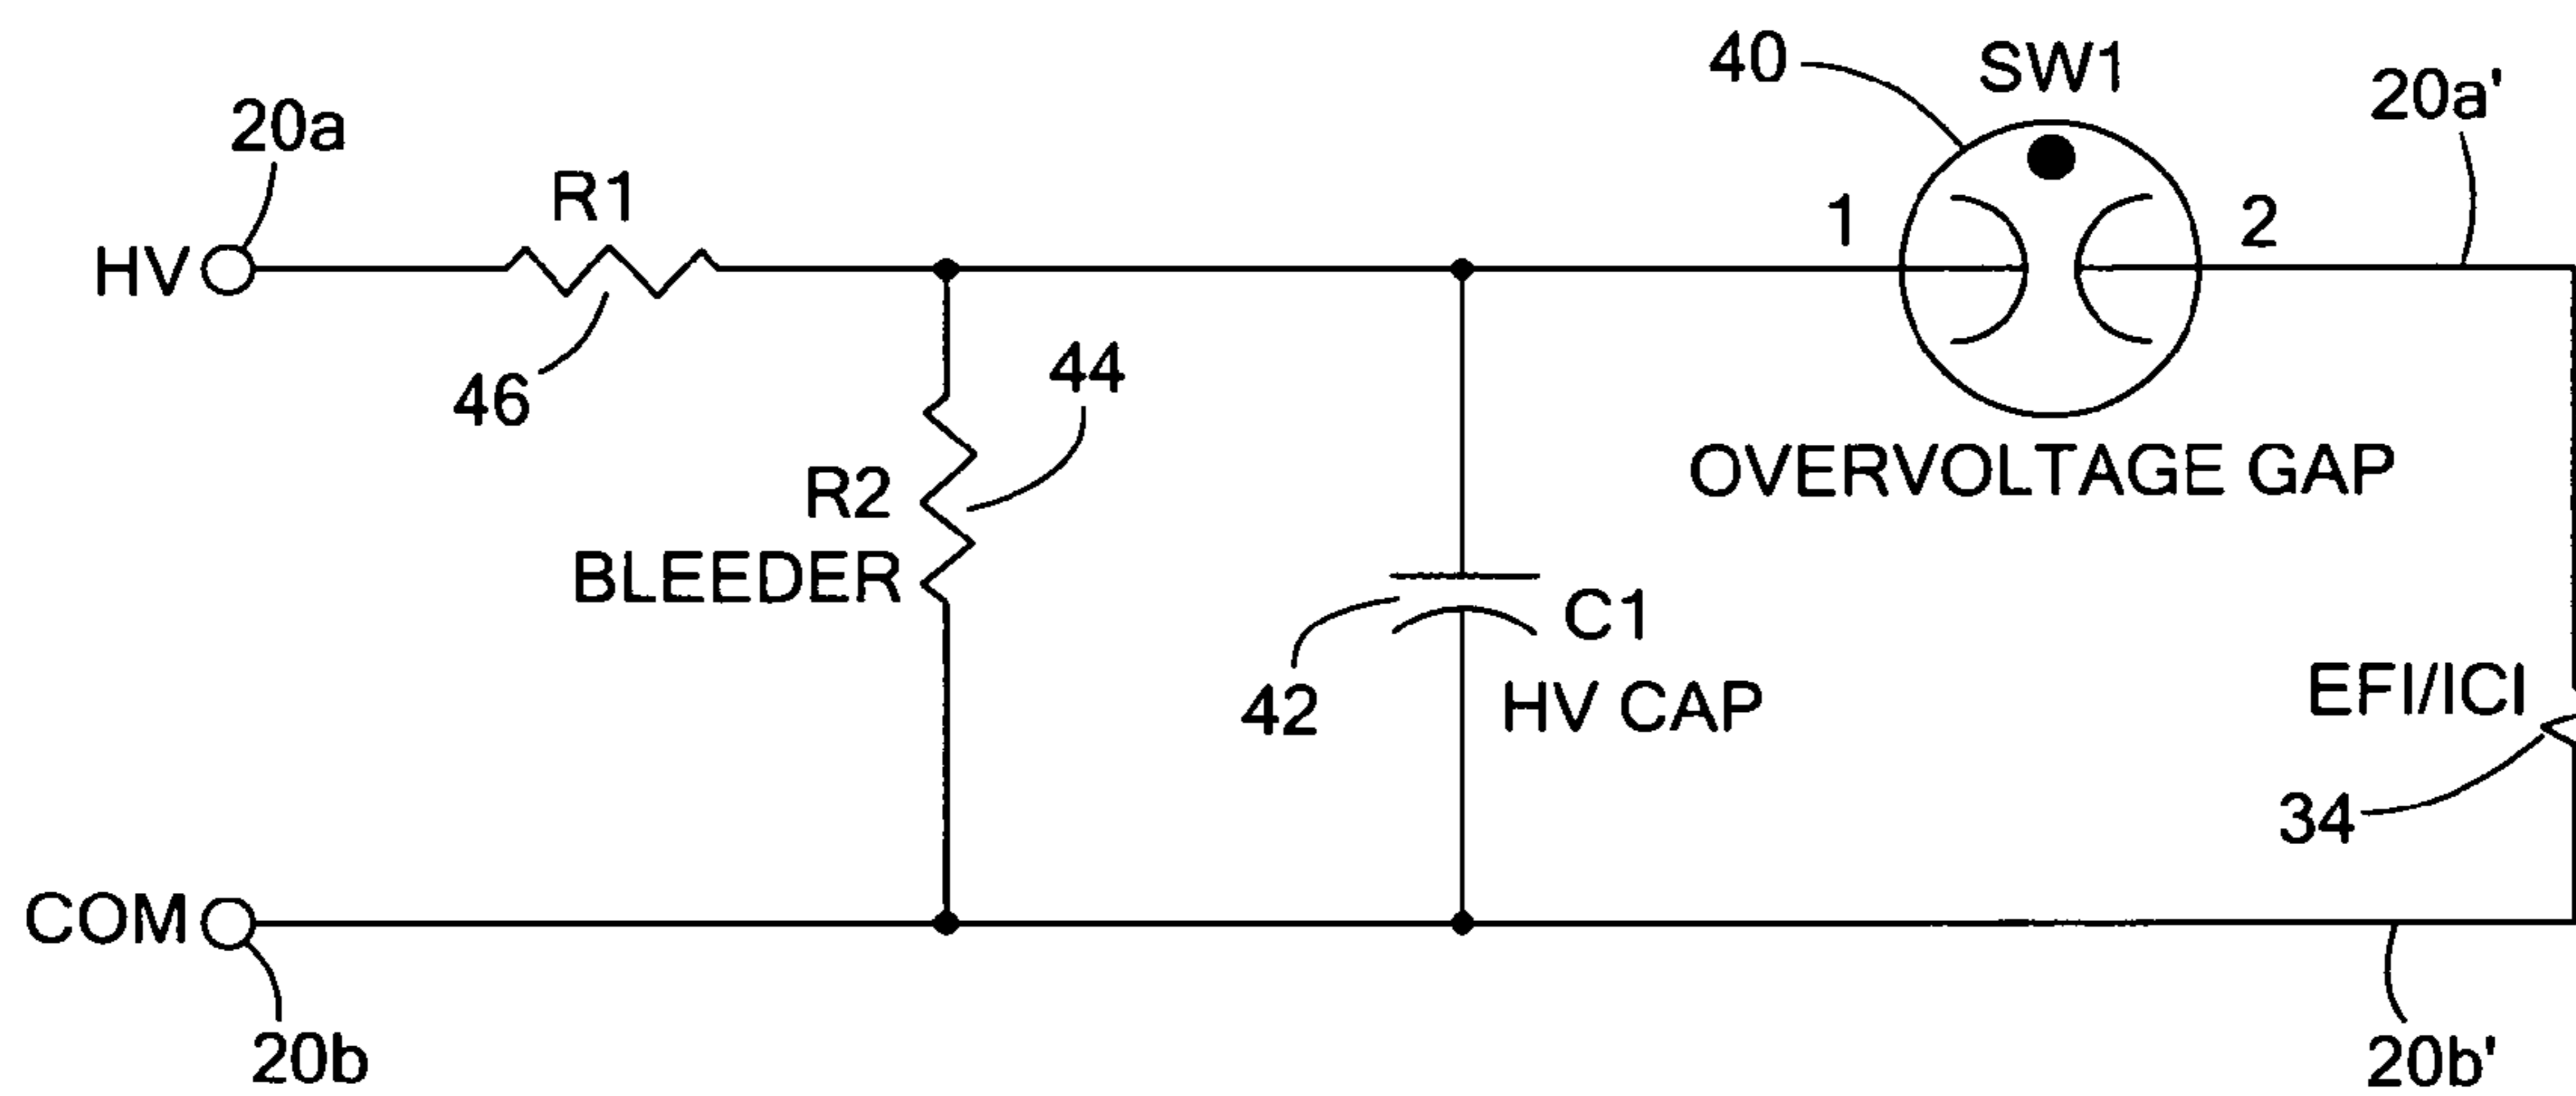 40
SW1
20a'
20a
R1
1
2
HV
46
44
OVERVOLTAGE GAP
R2
BLEEDER
C1
42
HV CAP
EFI/ICI
34
COM
20b
20b'